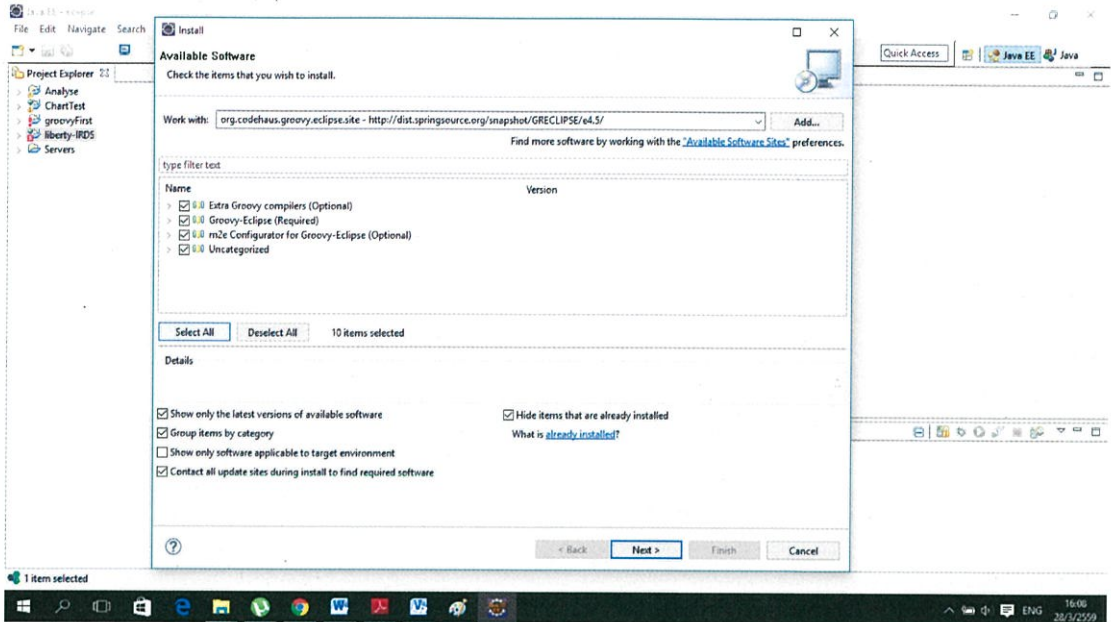 Java EE - Eclipse
File Edit Navigate Search
Quick Access
Java EE
Java
Project Explorer
Analyse
ChartTest
groovyFirst
liberty-IRDS
Servers
Install
Available Software
Check the items that you wish to install.
Work with: org.codehaus.groovy.eclipse.site - http://dist.springsource.org/snapshot/GRECLIPSE/e4.5/
Add...
Find more software by working with the "Available Software Sites" preferences.
type filter text
Name Version
Extra Groovy compilers (Optional)
Groovy-Eclipse (Required)
m2e Configurator for Groovy-Eclipse (Optional)
Uncategorized
Select All Deselect All 10 items selected
Details
Show only the latest versions of available software
Hide items that are already installed
Group items by category
What is already installed?
Show only software applicable to target environment
Contact all update sites during install to find required software
< Back Next > Finish Cancel
1 item selected
ENG
16:08
28/3/2559